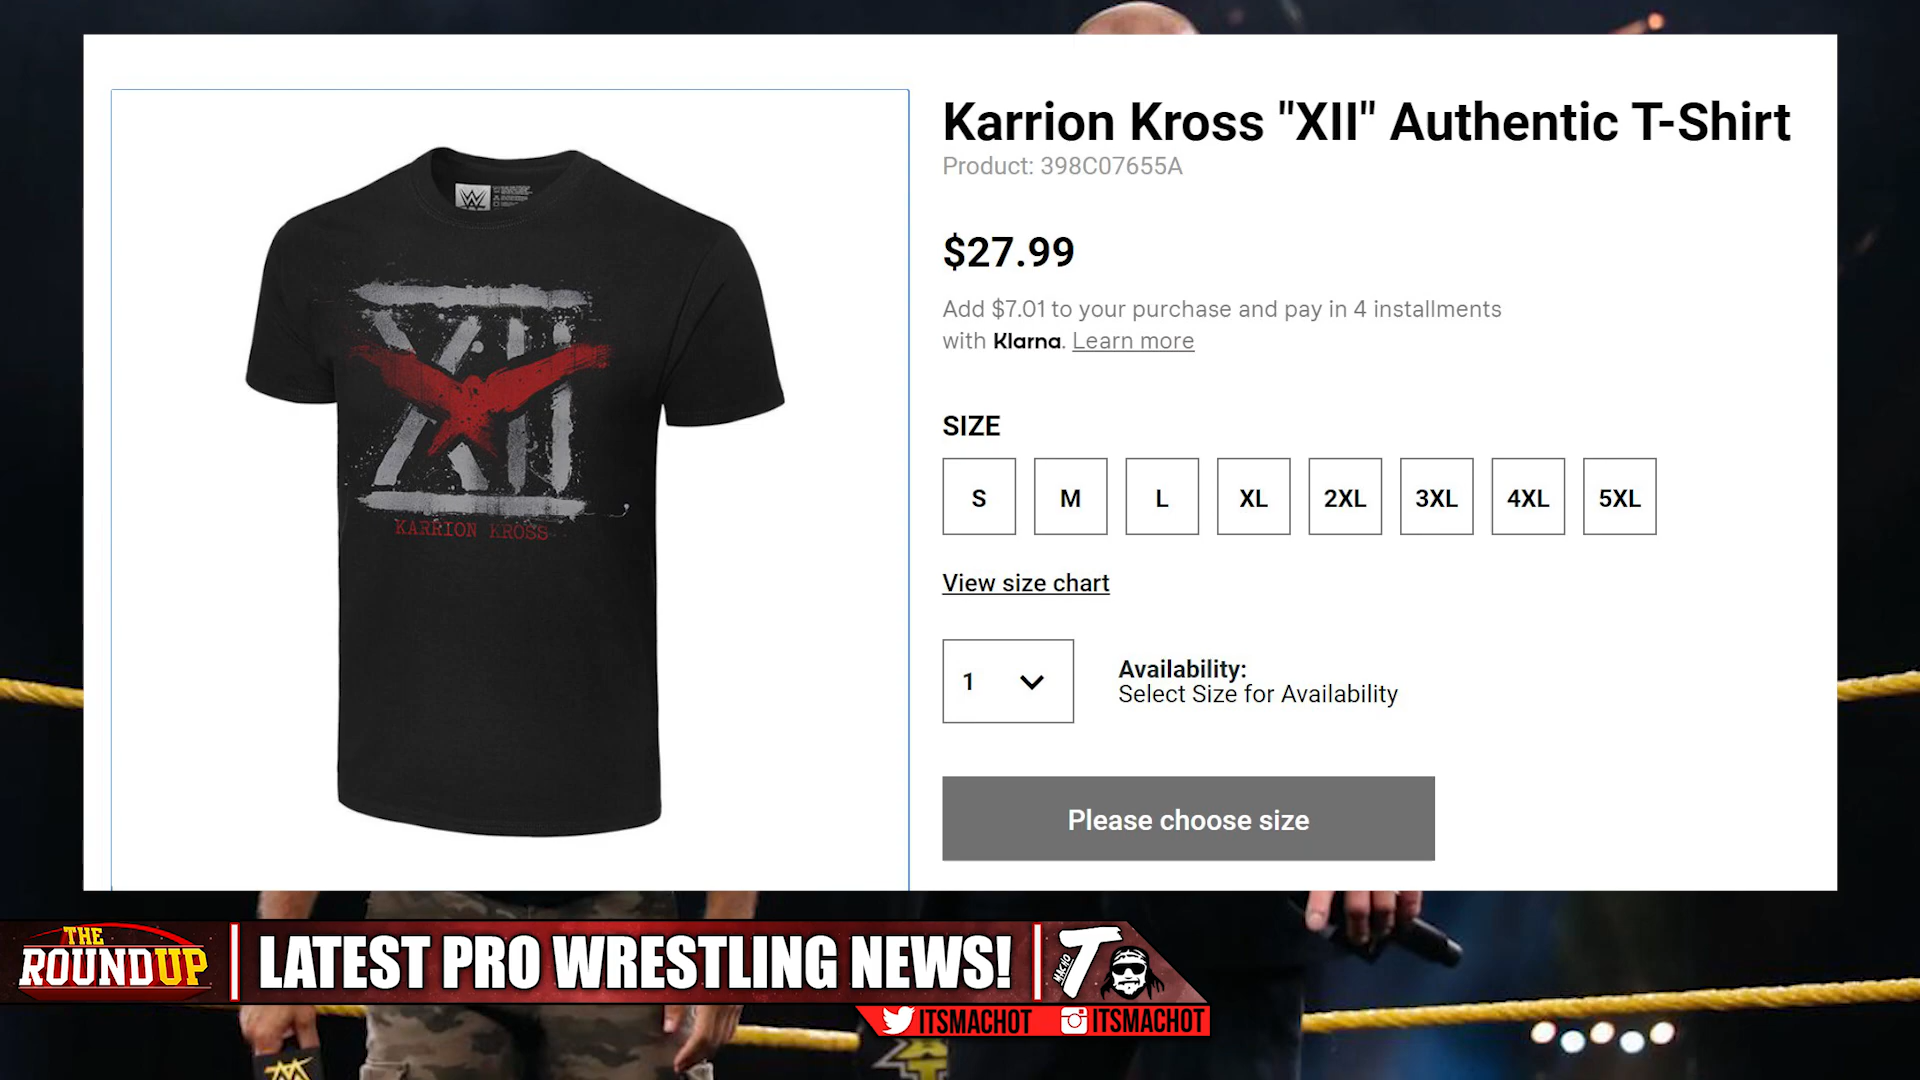 Karrion Kross "XII" Authentic T-Shirt
Product: 398C07655A
$27.99
Add $7.01 to your purchase and pay in 4 installments
with Klarna. Learn more
SIZE
S M L XL 2XL 3XL 4XL 5XL
View size chart
1
Availability:
Select Size for Availability
Please choose size
W
XII
KARRION KROSS
THE
ROUNDUP
LATEST PRO WRESTLING NEWS!
MACHO T
ITSMACHOT ITSMACHOT